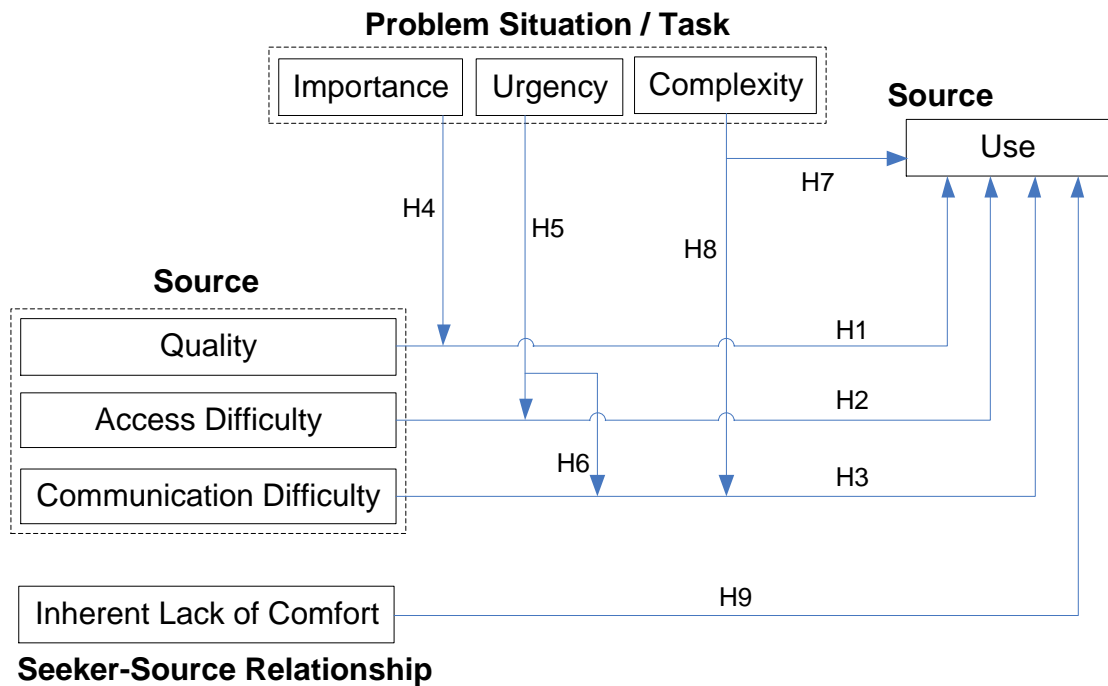 Problem Situation / Task
Importance
Urgency
Complexity
Source
Use
H7
H4
H5
H8
Source
Quality
H1
Access Difficulty
H2
H6
Communication Difficulty
H3
Inherent Lack of Comfort
H9
Seeker-Source Relationship